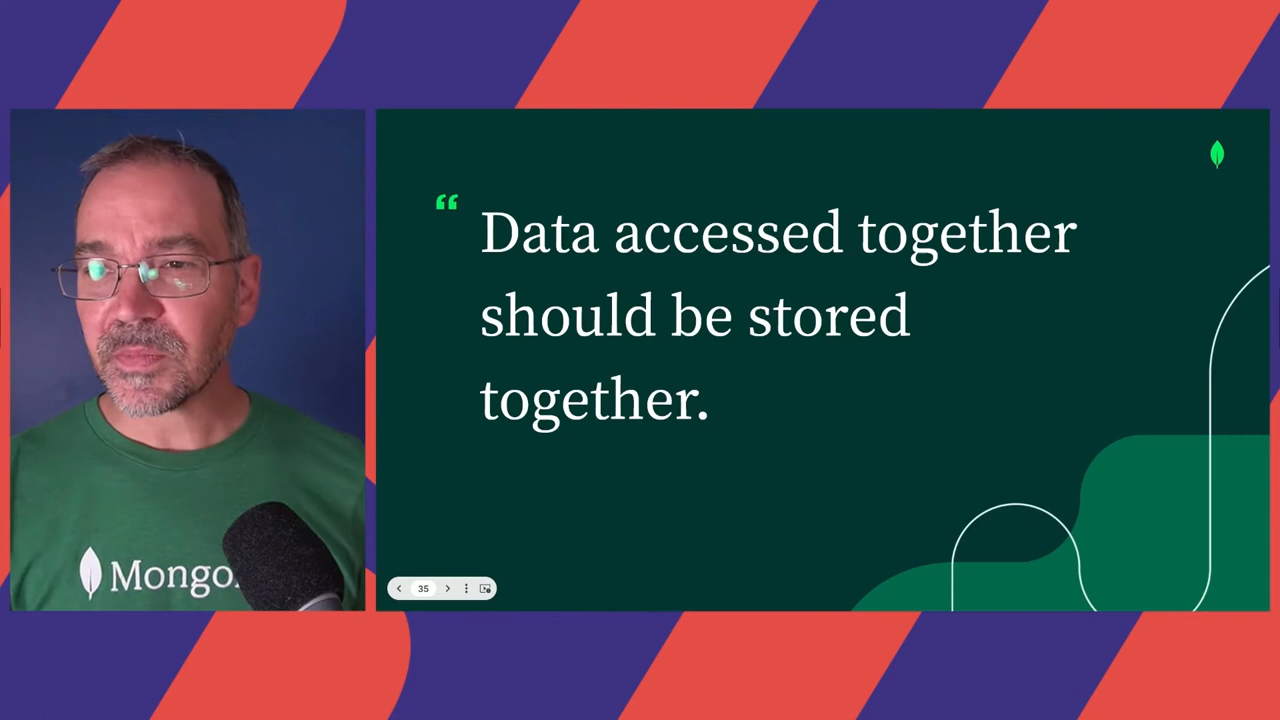 “
Data accessed together
should be stored
together.
Mongo
35